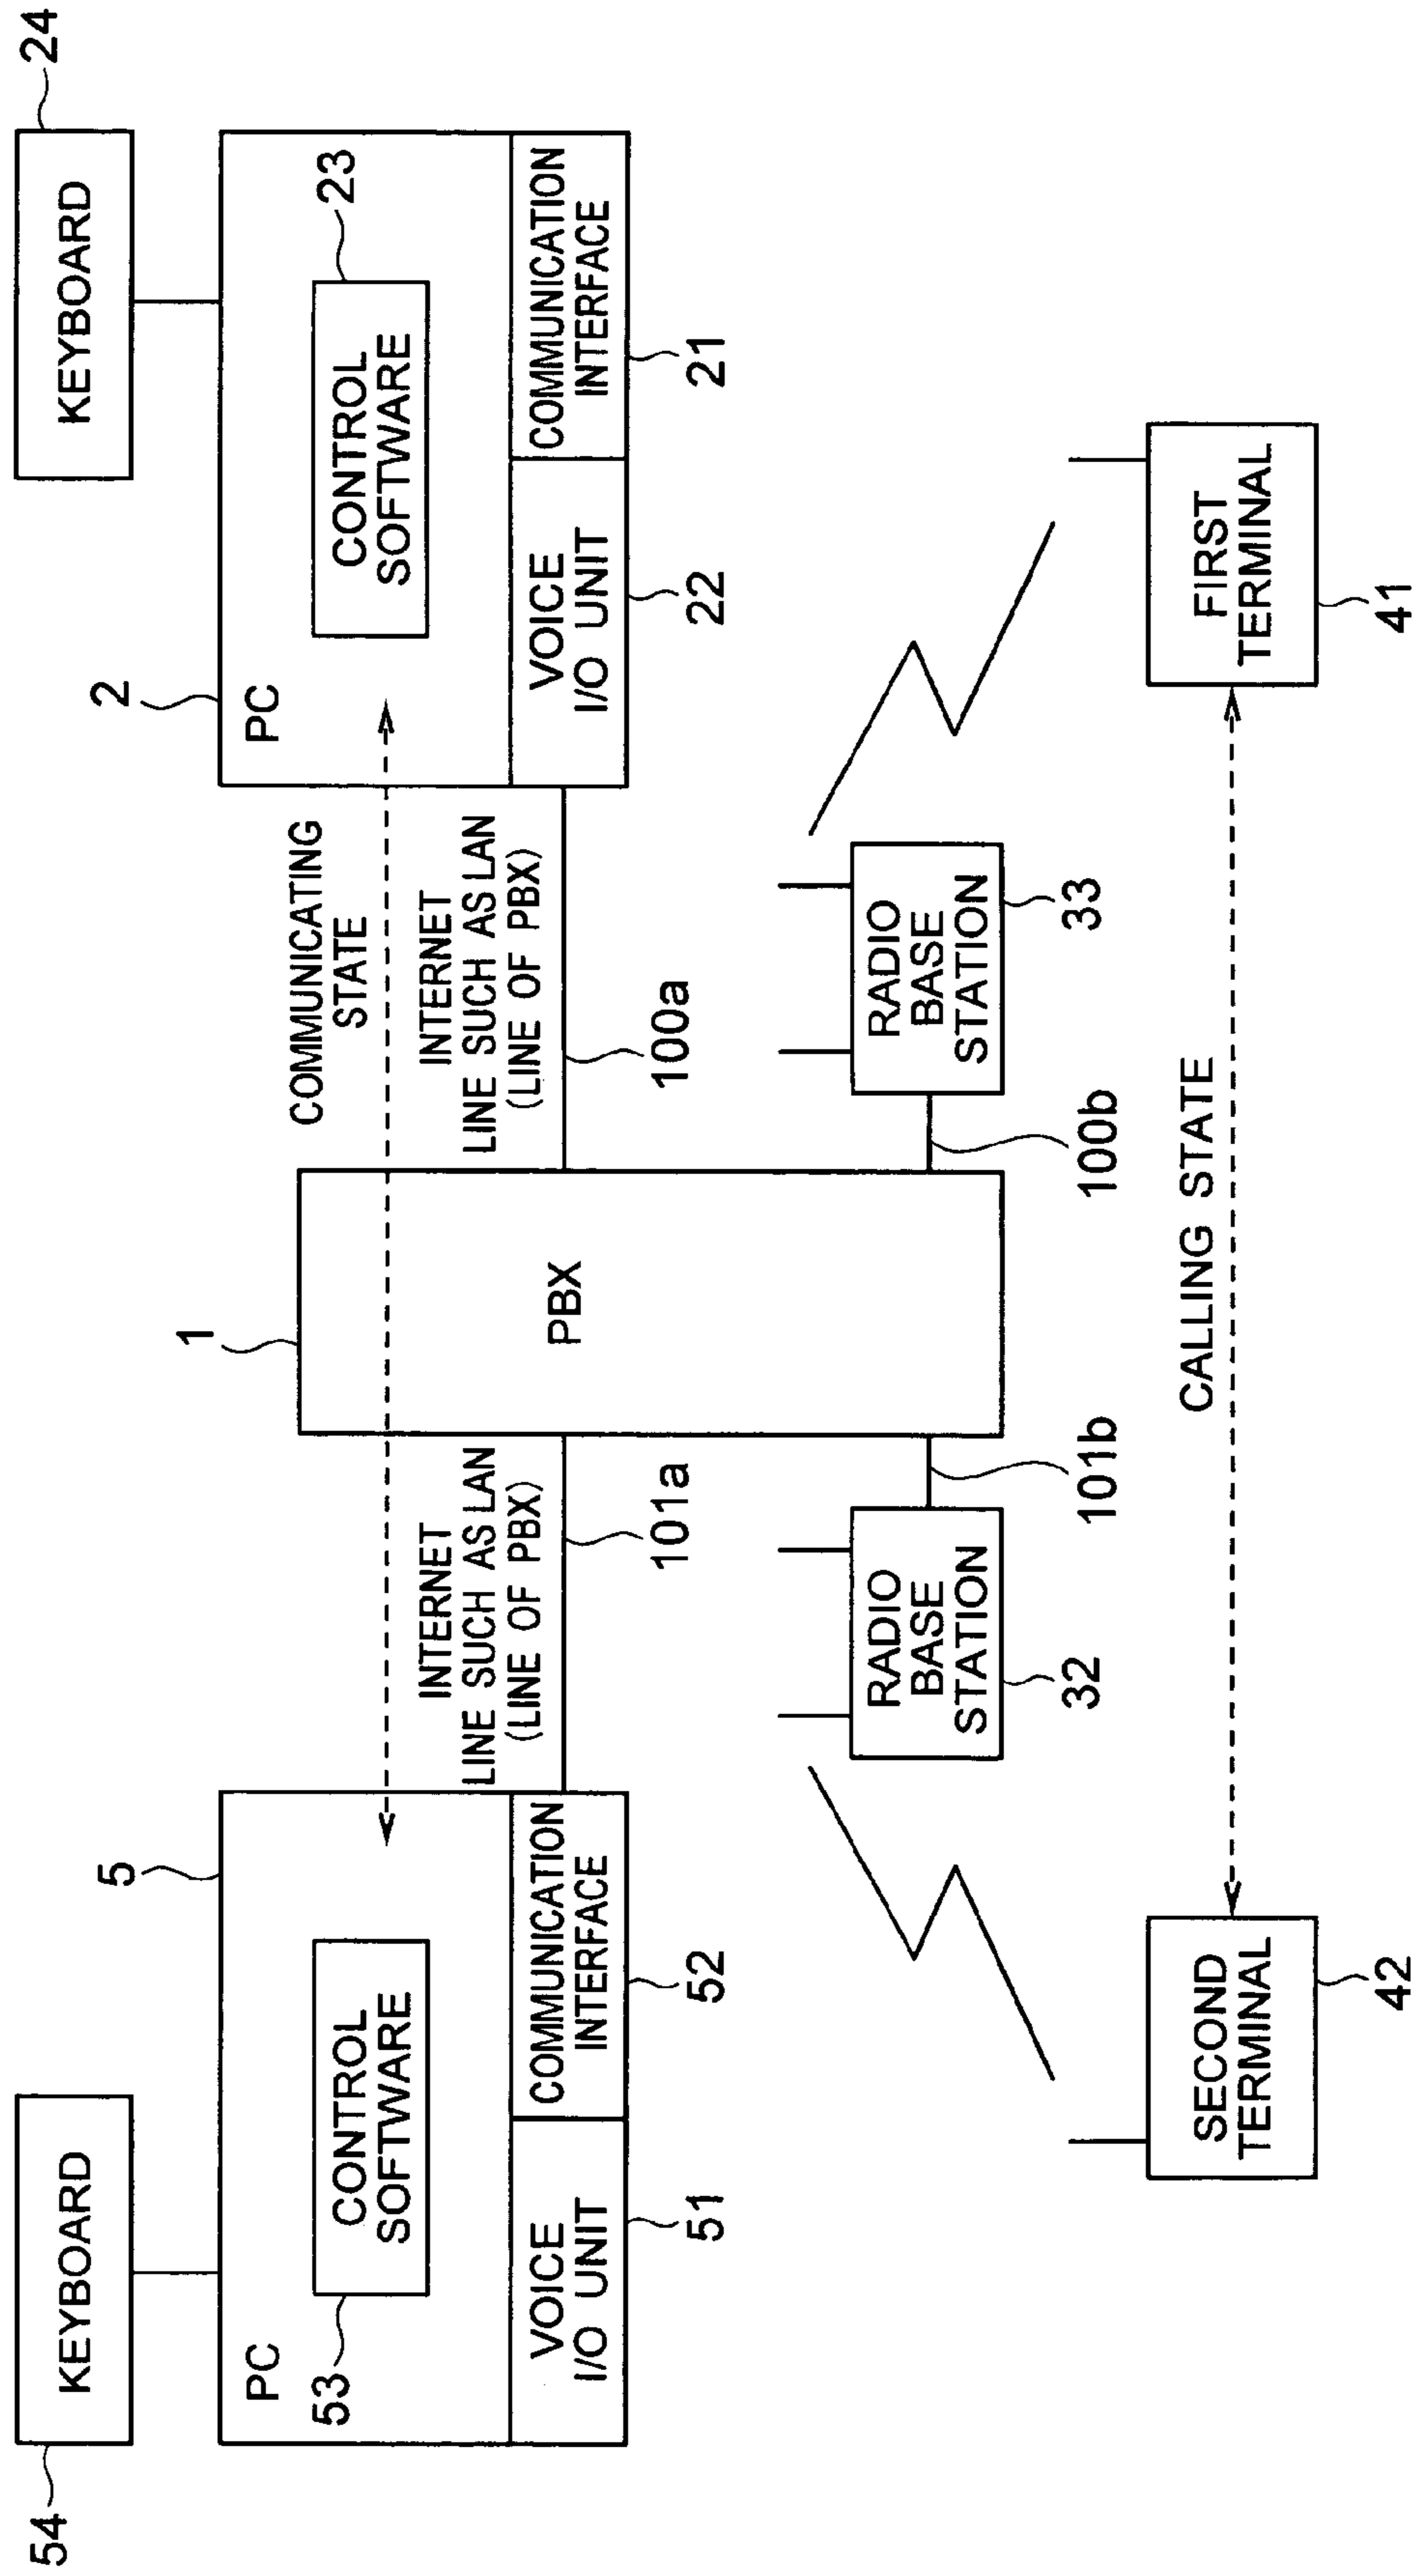 54
KEYBOARD
5
PC
CONTROL
SOFTWARE
53
VOICE
I/O UNIT
51
COMMUNICATION
INTERFACE
52
INTERNET
LINE SUCH AS LAN
(LINE OF PBX)
101a
1
PBX
COMMUNICATING
STATE
INTERNET
LINE SUCH AS LAN
(LINE OF PBX)
100a
24
KEYBOARD
2
PC
CONTROL
SOFTWARE
23
VOICE
I/O UNIT
22
COMMUNICATION
INTERFACE
21
RADIO
BASE
STATION
32
101b
RADIO
BASE
STATION
33
100b
SECOND
TERMINAL
42
CALLING STATE
FIRST
TERMINAL
41